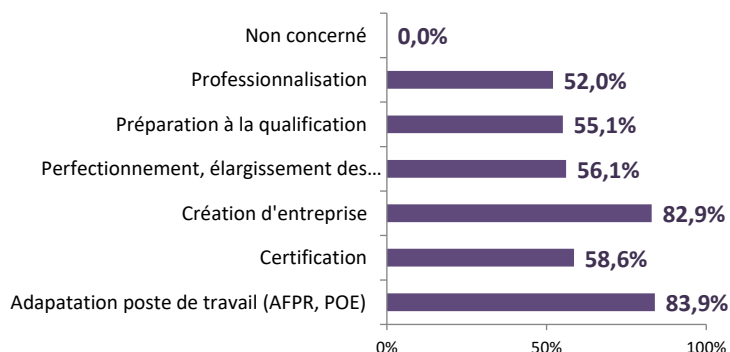 Non concerné 0,0%
Professionnalisation 52,0%
Préparation à la qualification 55,1%
Perfectionnement, élargissement des... 56,1%
Création d'entreprise 82,9%
Certification 58,6%
Adapatation poste de travail (AFPR, POE) 83,9%
0% 50% 100%